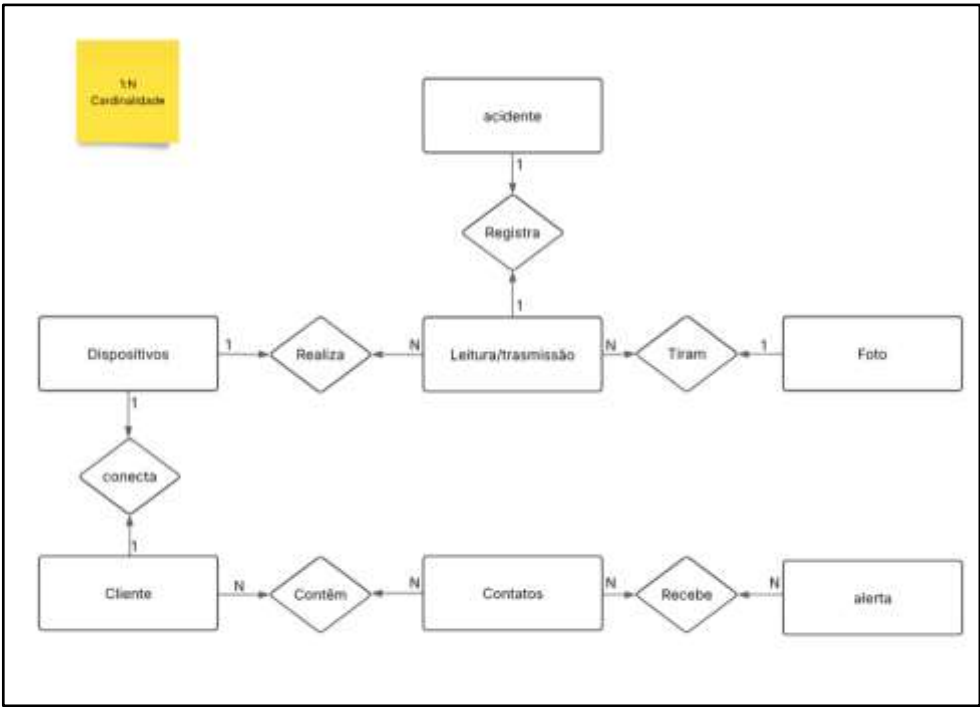 1:N
Cardinalidade
acidente
1
Registra
1
Dispositivos
1
Realiza
N
Leitura/trasmissão
N
Tiram
1
Foto
1
conecta
1
Cliente
N
Contêm
N
Contatos
N
Recebe
N
alerta